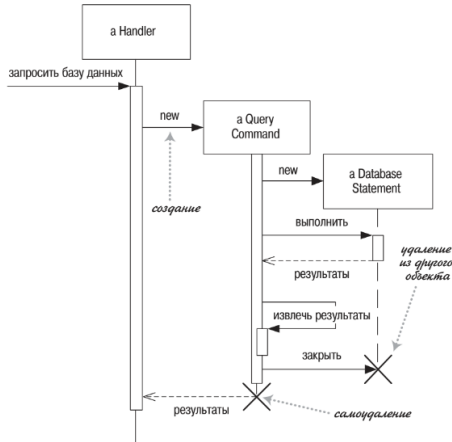 a Handler
запросить базу данных
new
a Query
Command
new
a Database
Statement
создание
выполнить
удаление
из другого
объекта
результаты
извлечь результаты
закрыть
результаты
самоудаление